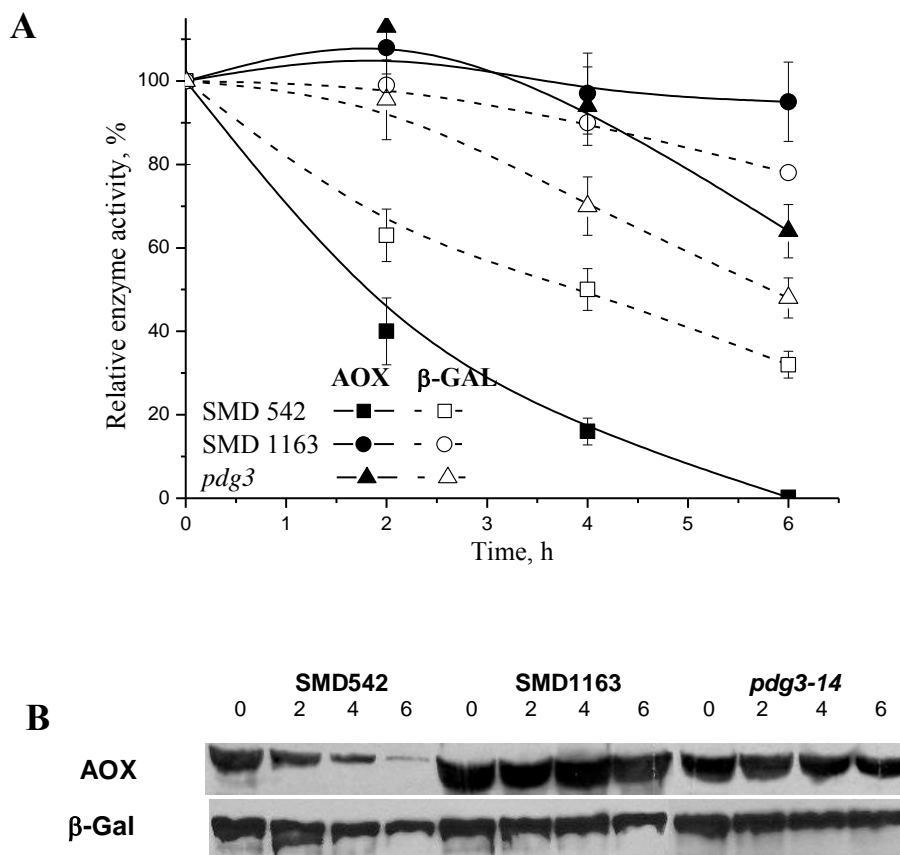 A
Relative enzyme activity, %
100
80
60
40
20
0
AOX β-GAL
SMD 542
SMD 1163
pdg3
0 1 2 3 4 5 6
Time, h
B
SMD542 SMD1163 pdg3-14
0 2 4 6 0 2 4 6 0 2 4 6
AOX
β-Gal